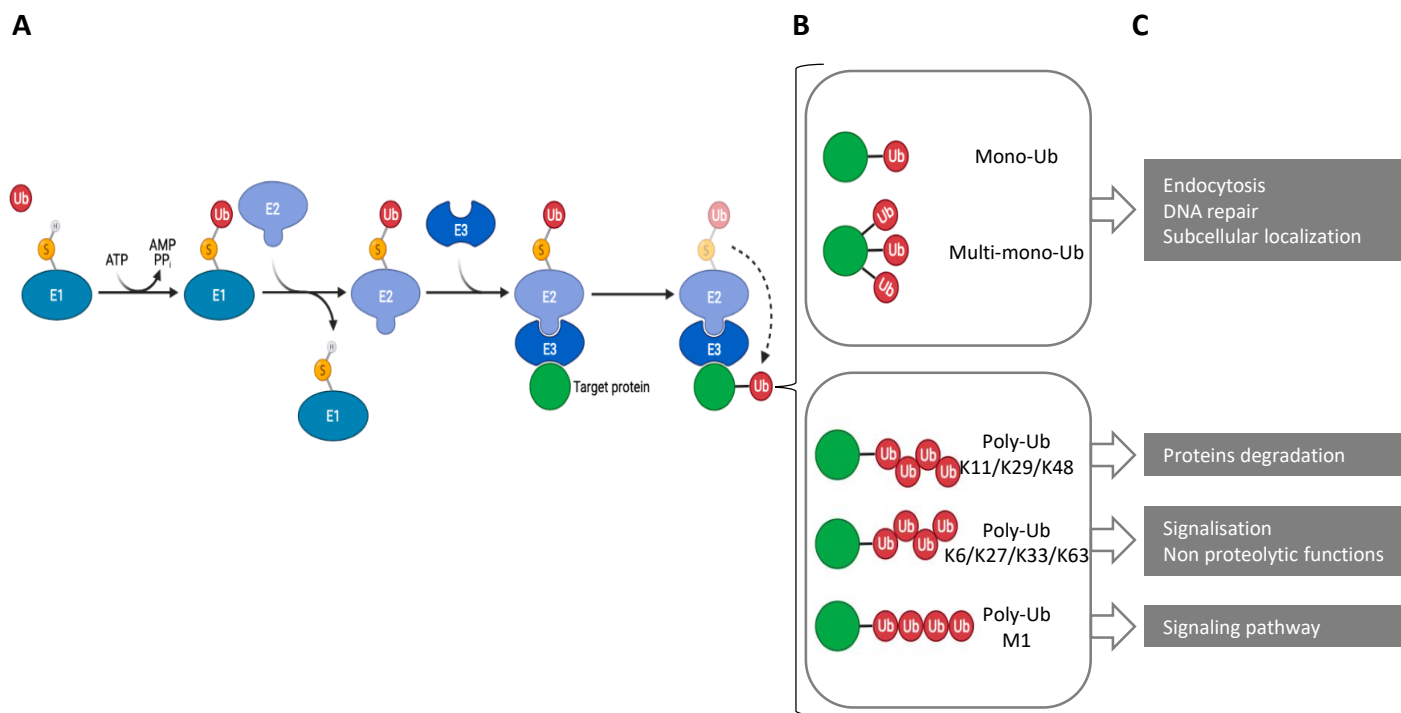 A
B
C
Ub
H
S
E1
ATP
AMP
PPi
Ub
S
E1
E2
H
S
E1
Ub
S
E2
E3
Ub
S
E2
E3
Target protein
Ub
S
E2
E3
Ub
Ub
Mono-Ub
Ub
Ub
Ub
Multi-mono-Ub
Endocytosis
DNA repair
Subcellular localization
Ub
Ub
Ub
Ub
Poly-Ub
K11/K29/K48
Proteins degradation
Ub
Ub
Ub
Ub
Poly-Ub
K6/K27/K33/K63
Signalisation
Non proteolytic functions
Ub Ub Ub Ub
Poly-Ub
M1
Signaling pathway